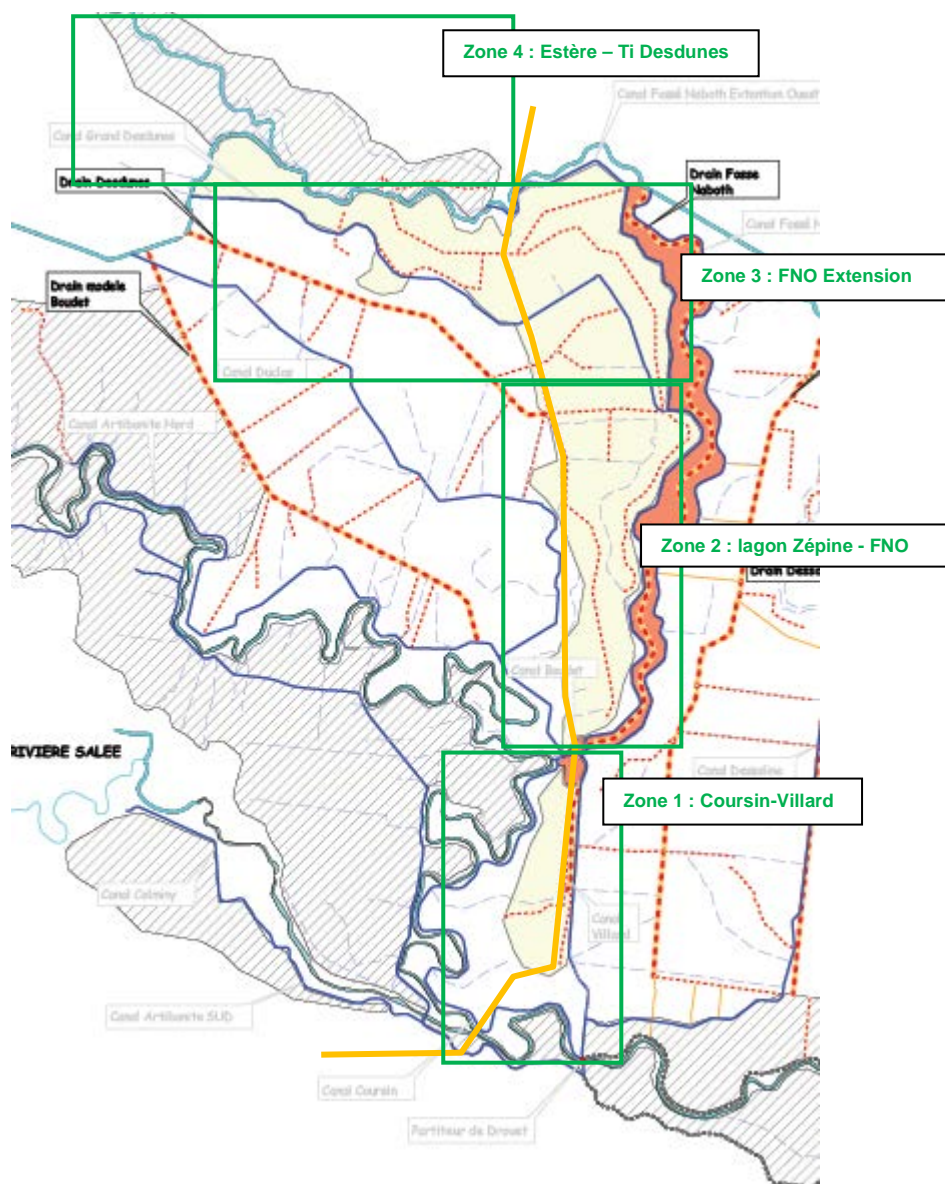 Zone 4 : Estère – Ti Desdunes
Canal Fossé Naboth Extention Ouest
Canal Grand Desdunes
Drain Desdunes
Drain Fosse
Naboth
Canal Fossé N
Zone 3 : FNO Extension
Drain modele
Boudet
Canal Duclos
Canal Artibonite Nord
Zone 2 : lagon Zépine - FNO
Drain Dessa
Canal Boudet
RIVIERE SALEE
Canal Dessaline
Zone 1 : Coursin-Villard
Canal
Villard
Canal Artibonite SUD
Canal Coursin
Partiteur de Drouet